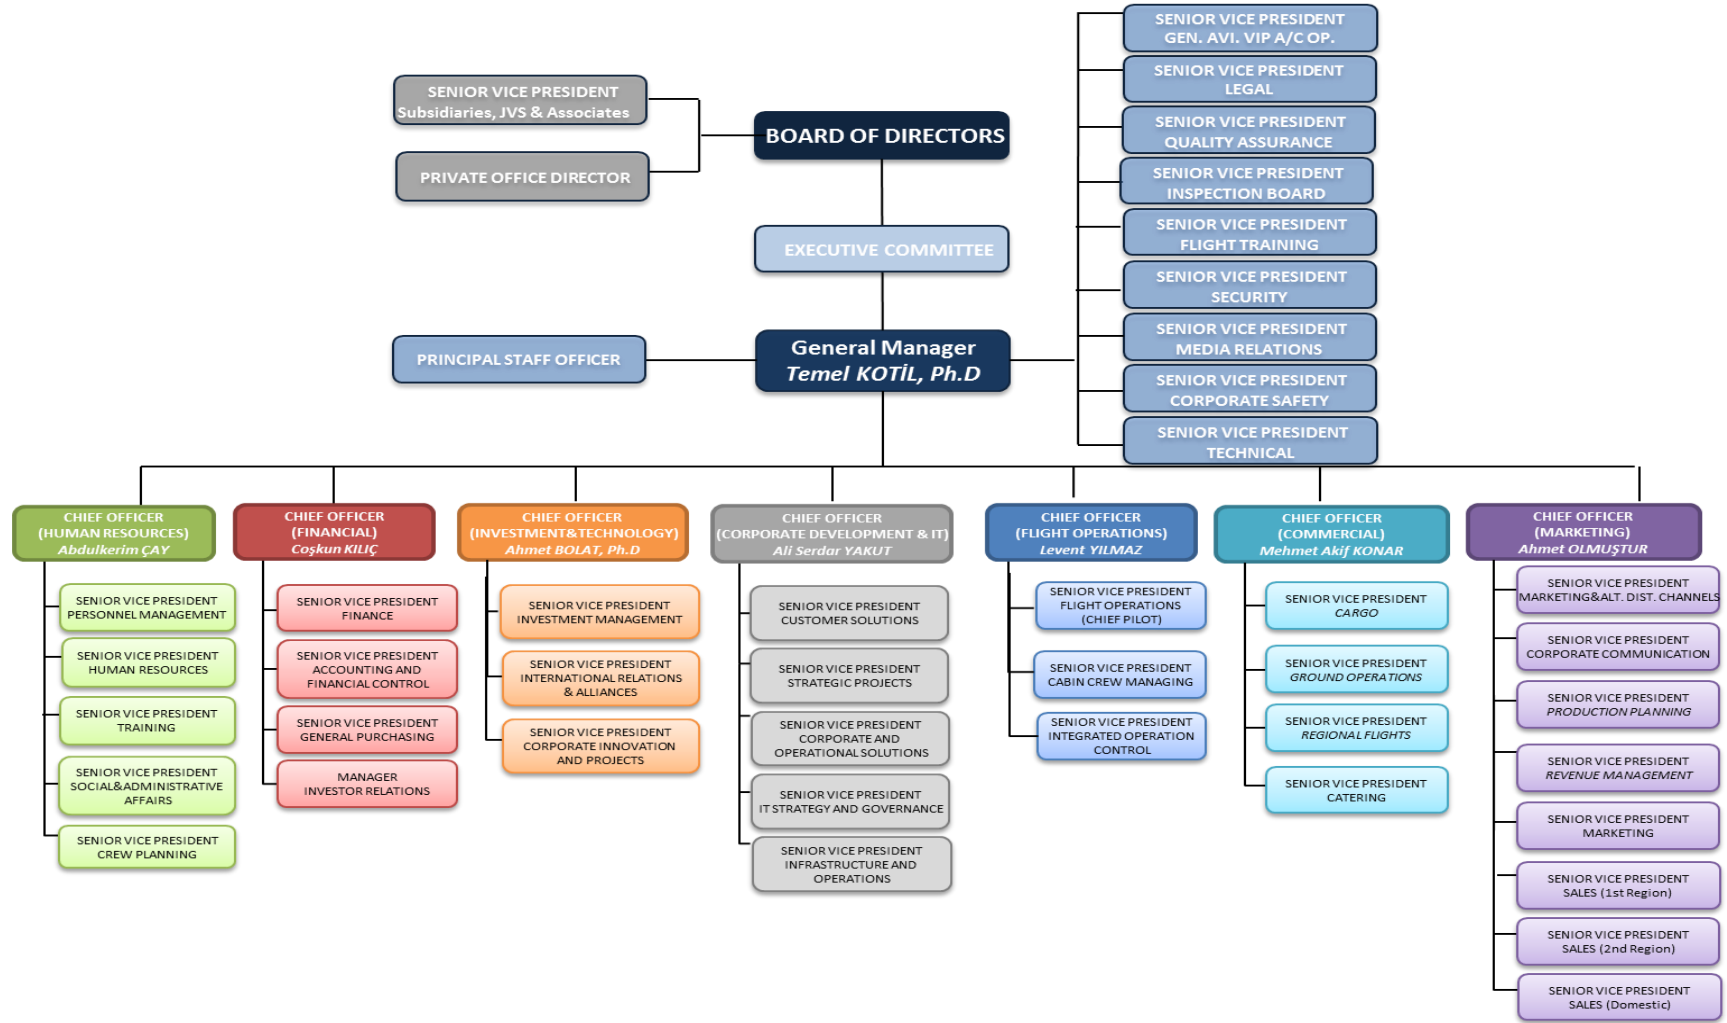 SENIOR VICE PRESIDENT
GEN. AVI. VIP A/C OP.
SENIOR VICE PRESIDENT
LEGAL
SENIOR VICE PRESIDENT
QUALITY ASSURANCE
SENIOR VICE PRESIDENT
INSPECTION BOARD
SENIOR VICE PRESIDENT
FLIGHT TRAINING
SENIOR VICE PRESIDENT
SECURITY
SENIOR VICE PRESIDENT
MEDIA RELATIONS
SENIOR VICE PRESIDENT
CORPORATE SAFETY
SENIOR VICE PRESIDENT
TECHNICAL
SENIOR VICE PRESIDENT
Subsidiaries, JVS & Associates
PRIVATE OFFICE DIRECTOR
BOARD OF DIRECTORS
EXECUTIVE COMMITTEE
PRINCIPAL STAFF OFFICER
General Manager
Temel KOTİL, Ph.D
CHIEF OFFICER
(HUMAN RESOURCES)
Abdulkerim ÇAY
SENIOR VICE PRESIDENT
PERSONNEL MANAGEMENT
SENIOR VICE PRESIDENT
HUMAN RESOURCES
SENIOR VICE PRESIDENT
TRAINING
SENIOR VICE PRESIDENT
SOCIAL&ADMINISTRATIVE
AFFAIRS
SENIOR VICE PRESIDENT
CREW PLANNING
CHIEF OFFICER
(FINANCIAL)
Coşkun KILIÇ
SENIOR VICE PRESIDENT
FINANCE
SENIOR VICE PRESIDENT
ACCOUNTING AND
FINANCIAL CONTROL
SENIOR VICE PRESIDENT
GENERAL PURCHASING
MANAGER
INVESTOR RELATIONS
CHIEF OFFICER
(INVESTMENT&TECHNOLOGY)
Ahmet BOLAT, Ph.D
SENIOR VICE PRESIDENT
INVESTMENT MANAGEMENT
SENIOR VICE PRESIDENT
INTERNATIONAL RELATIONS
& ALLIANCES
SENIOR VICE PRESIDENT
CORPORATE INNOVATION
AND PROJECTS
CHIEF OFFICER
(CORPORATE DEVELOPMENT & IT)
Ali Serdar YAKUT
SENIOR VICE PRESIDENT
CUSTOMER SOLUTIONS
SENIOR VICE PRESIDENT
STRATEGIC PROJECTS
SENIOR VICE PRESIDENT
CORPORATE AND
OPERATIONAL SOLUTIONS
SENIOR VICE PRESIDENT
IT STRATEGY AND GOVERNANCE
SENIOR VICE PRESIDENT
INFRASTRUCTURE AND
OPERATIONS
CHIEF OFFICER
(FLIGHT OPERATIONS)
Levent YILMAZ
SENIOR VICE PRESIDENT
FLIGHT OPERATIONS
(CHIEF PILOT)
SENIOR VICE PRESIDENT
CABIN CREW MANAGING
SENIOR VICE PRESIDENT
INTEGRATED OPERATION
CONTROL
CHIEF OFFICER
(COMMERCIAL)
Mehmet Akif KONAR
SENIOR VICE PRESIDENT
CARGO
SENIOR VICE PRESIDENT
GROUND OPERATIONS
SENIOR VICE PRESIDENT
REGIONAL FLIGHTS
SENIOR VICE PRESIDENT
CATERING
CHIEF OFFICER
(MARKETING)
Ahmet OLMUŞTUR
SENIOR VICE PRESIDENT
MARKETING&ALT. DIST. CHANNELS
SENIOR VICE PRESIDENT
CORPORATE COMMUNICATION
SENIOR VICE PRESIDENT
PRODUCTION PLANNING
SENIOR VICE PRESIDENT
REVENUE MANAGEMENT
SENIOR VICE PRESIDENT
MARKETING
SENIOR VICE PRESIDENT
SALES (1st Region)
SENIOR VICE PRESIDENT
SALES (2nd Region)
SENIOR VICE PRESIDENT
SALES (Domestic)